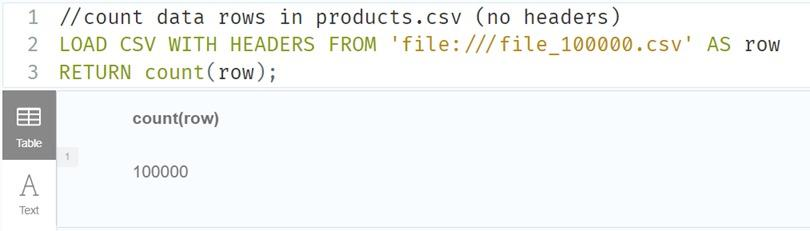 1 //count data rows in products.csv (no headers)
2 LOAD CSV WITH HEADERS FROM 'file:///file_100000.csv' AS row
3 RETURN count(row);
Table
count(row)
1
100000
A
Text